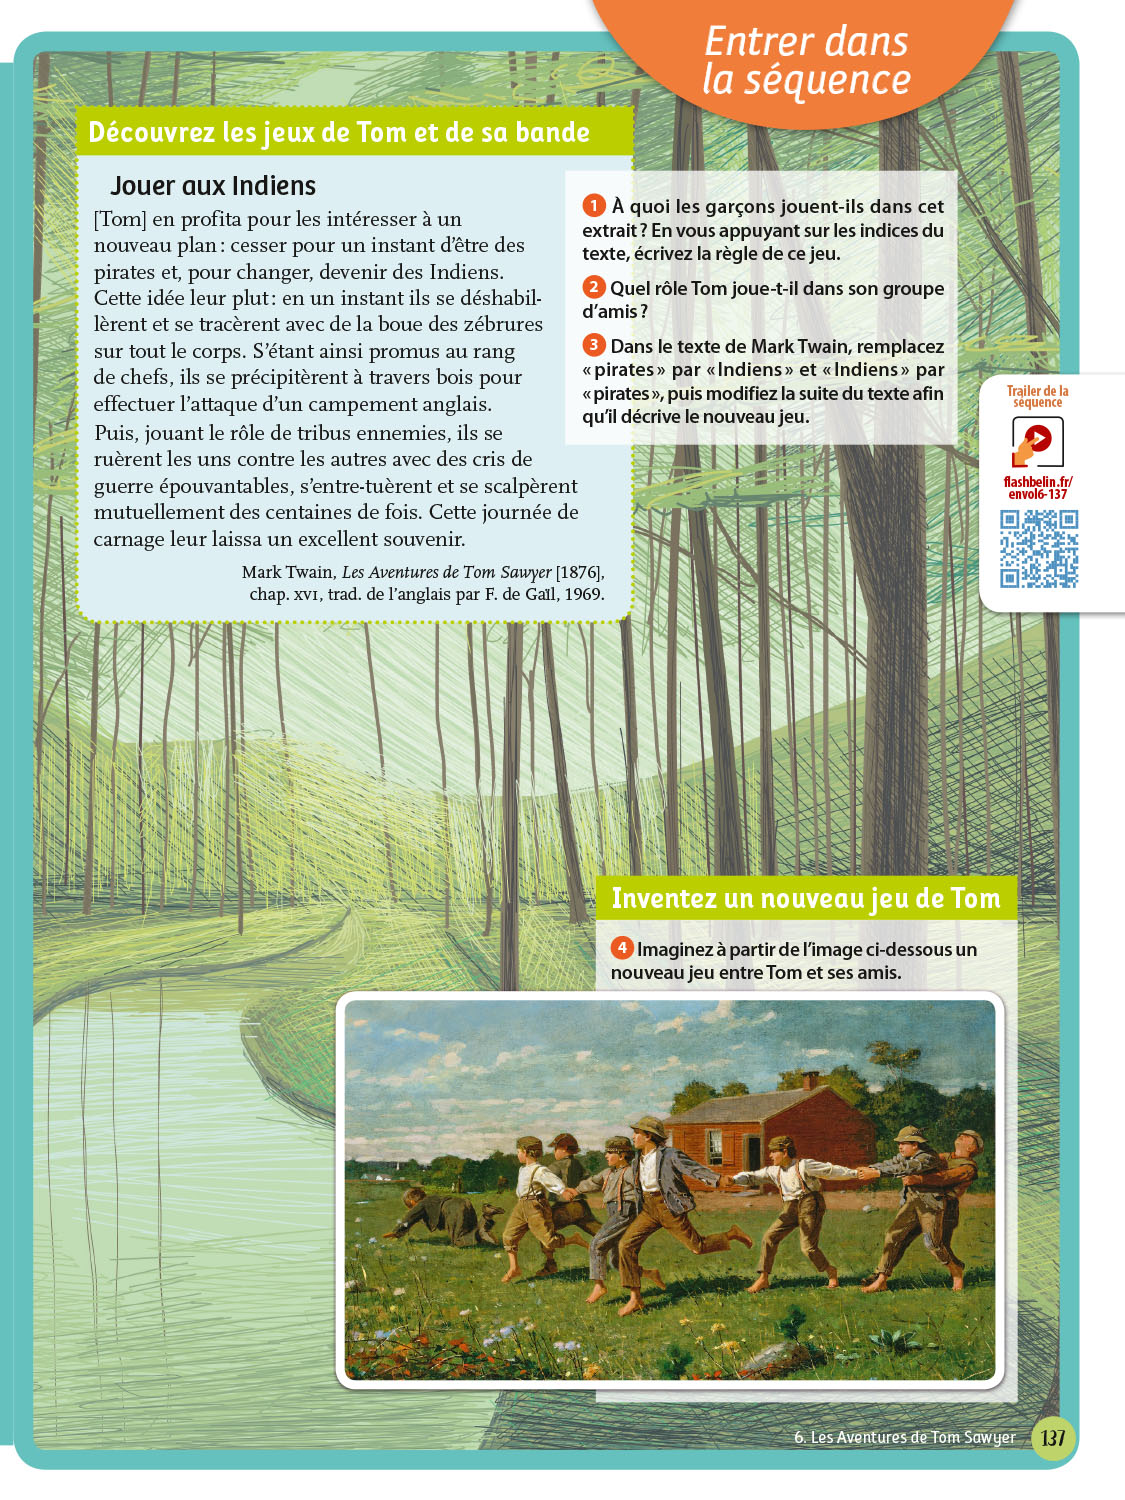 Entrer dans
la séquence
Découvrez les jeux de Tom et de sa bande
Jouer aux Indiens
[Tom] en profita pour les intéresser à un
nouveau plan : cesser pour un instant d’être des
pirates et, pour changer, devenir des Indiens.
Cette idée leur plut : en un instant ils se déshabil-
lèrent et se tracèrent avec de la boue des zébrures
sur tout le corps. S’étant ainsi promus au rang
de chefs, ils se précipitèrent à travers bois pour
effectuer l’attaque d’un campement anglais.
Puis, jouant le rôle de tribus ennemies, ils se
ruèrent les uns contre les autres avec des cris de
guerre épouvantables, s’entre-tuèrent et se scalpèrent
mutuellement des centaines de fois. Cette journée de
carnage leur laissa un excellent souvenir.
Mark Twain, Les Aventures de Tom Sawyer [1876],
chap. XVI, trad. de l’anglais par F. de Gaïl, 1969.
1 À quoi les garçons jouent-ils dans cet
extrait ? En vous appuyant sur les indices du
texte, écrivez la règle de ce jeu.
2 Quel rôle Tom joue-t-il dans son groupe
d’amis ?
3 Dans le texte de Mark Twain, remplacez
« pirates » par « Indiens » et « Indiens » par
« pirates », puis modifiez la suite du texte afin
qu’il décrive le nouveau jeu.
Trailer de la
séquence
flashbelin.fr/
envol6-137
Inventez un nouveau jeu de Tom
4 Imaginez à partir de l’image ci-dessous un
nouveau jeu entre Tom et ses amis.
6. Les Aventures de Tom Sawyer
137